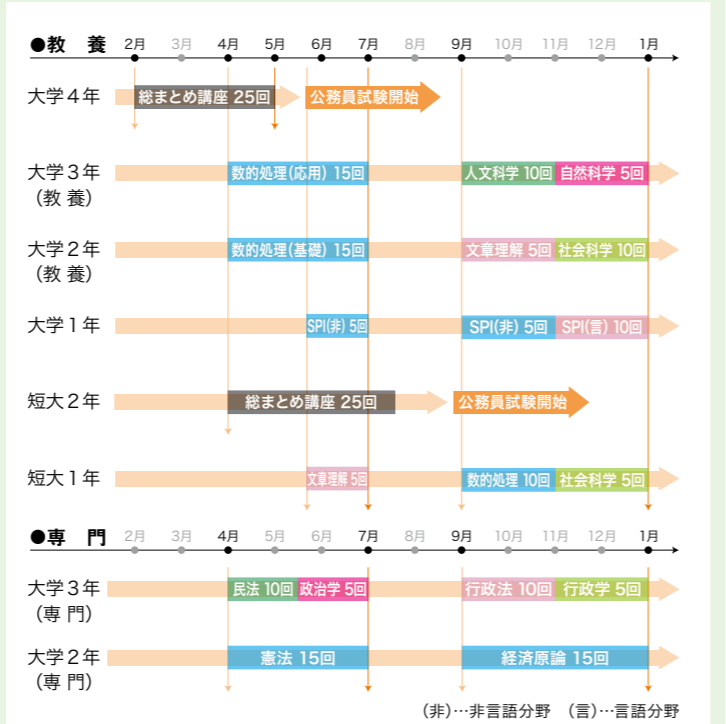 ●教　養 2月 3月 4月 5月 6月 7月 8月 9月 10月 11月 12月 1月
大学４年 総まとめ講座 25回 公務員試験開始
大学３年 数的処理(応用) 15回 人文科学 10回 自然科学 5回
（教 養）
大学２年 数的処理(基礎) 15回 文章理解 5回 社会科学 10回
（教 養）
大学１年 SPI(非) 5回 SPI(非) 5回 SPI(言) 10回
短大２年 総まとめ講座 25回 公務員試験開始
短大１年 文章理解 5回 数的処理 10回 社会科学 5回
●専　門 2月 3月 4月 5月 6月 7月 8月 9月 10月 11月 12月 1月
大学３年 民法 10回 政治学 5回 行政法 10回 行政学 5回
（専 門）
大学２年 憲法 15回 経済原論 15回
（専 門）
（非）…非言語分野　（言）…言語分野